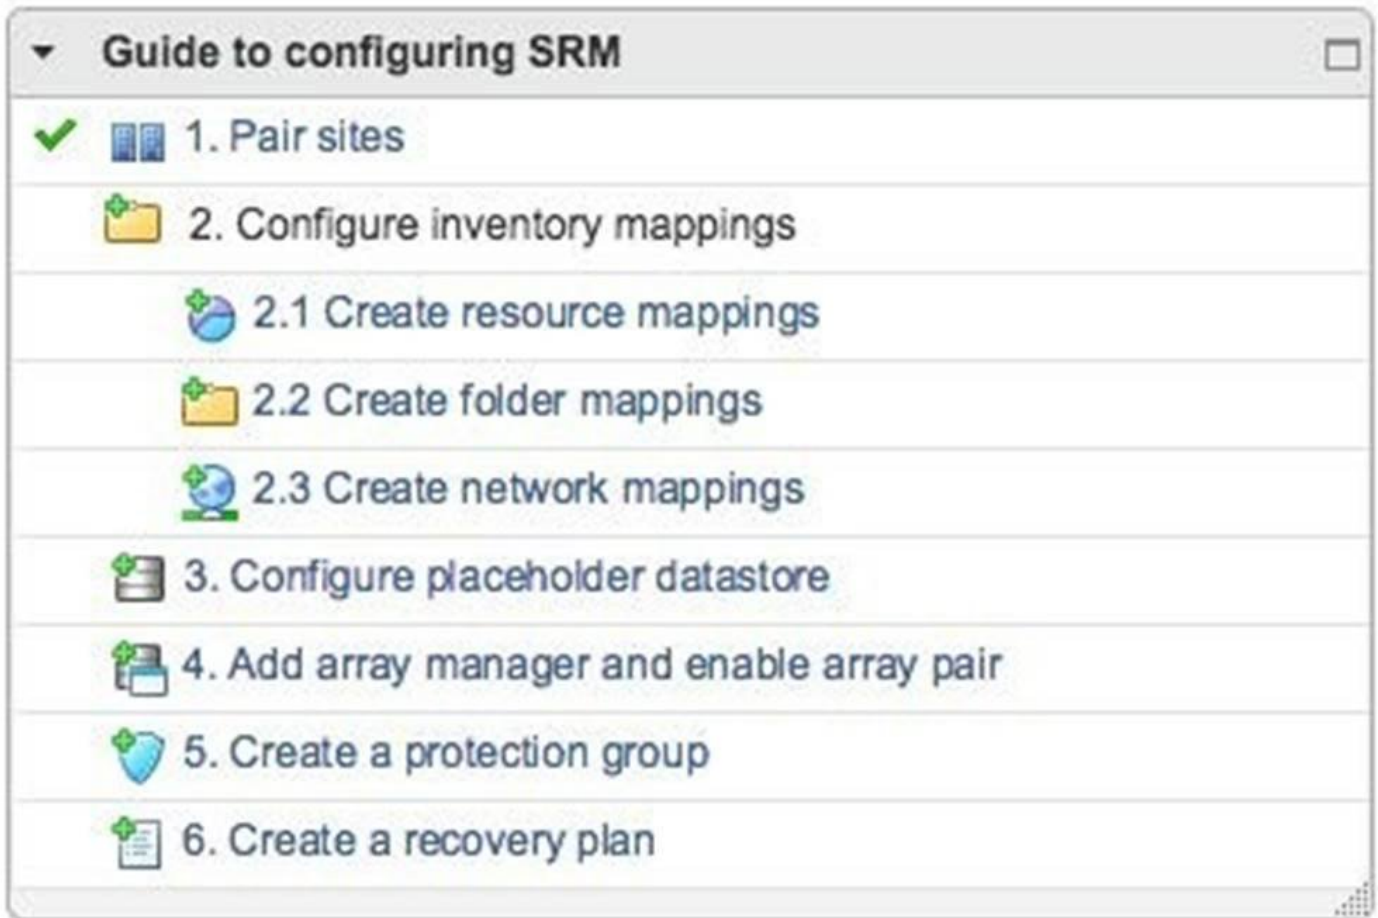 Guide to configuring SRM
1. Pair sites
2. Configure inventory mappings
2.1 Create resource mappings
2.2 Create folder mappings
2.3 Create network mappings
3. Configure placeholder datastore
4. Add array manager and enable array pair
5. Create a protection group
6. Create a recovery plan